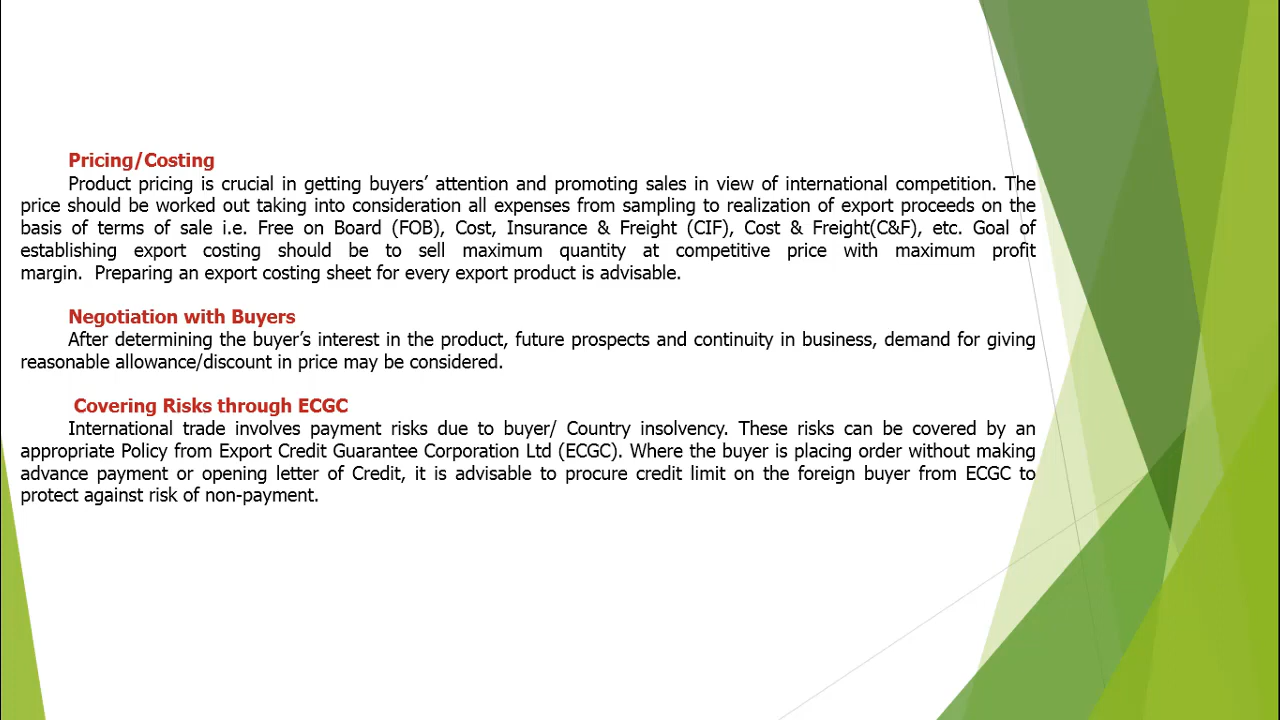 Pricing/Costing
Product pricing is crucial in getting buyers’ attention and promoting sales in view of international competition. The
price should be worked out taking into consideration all expenses from sampling to realization of export proceeds on the
basis of terms of sale i.e. Free on Board (FOB), Cost, Insurance & Freight (CIF), Cost & Freight(C&F), etc. Goal of
establishing export costing should be to sell maximum quantity at competitive price with maximum profit
margin. Preparing an export costing sheet for every export product is advisable.
Negotiation with Buyers
After determining the buyer’s interest in the product, future prospects and continuity in business, demand for giving
reasonable allowance/discount in price may be considered.
Covering Risks through ECGC
International trade involves payment risks due to buyer/ Country insolvency. These risks can be covered by an
appropriate Policy from Export Credit Guarantee Corporation Ltd (ECGC). Where the buyer is placing order without making
advance payment or opening letter of Credit, it is advisable to procure credit limit on the foreign buyer from ECGC to
protect against risk of non-payment.